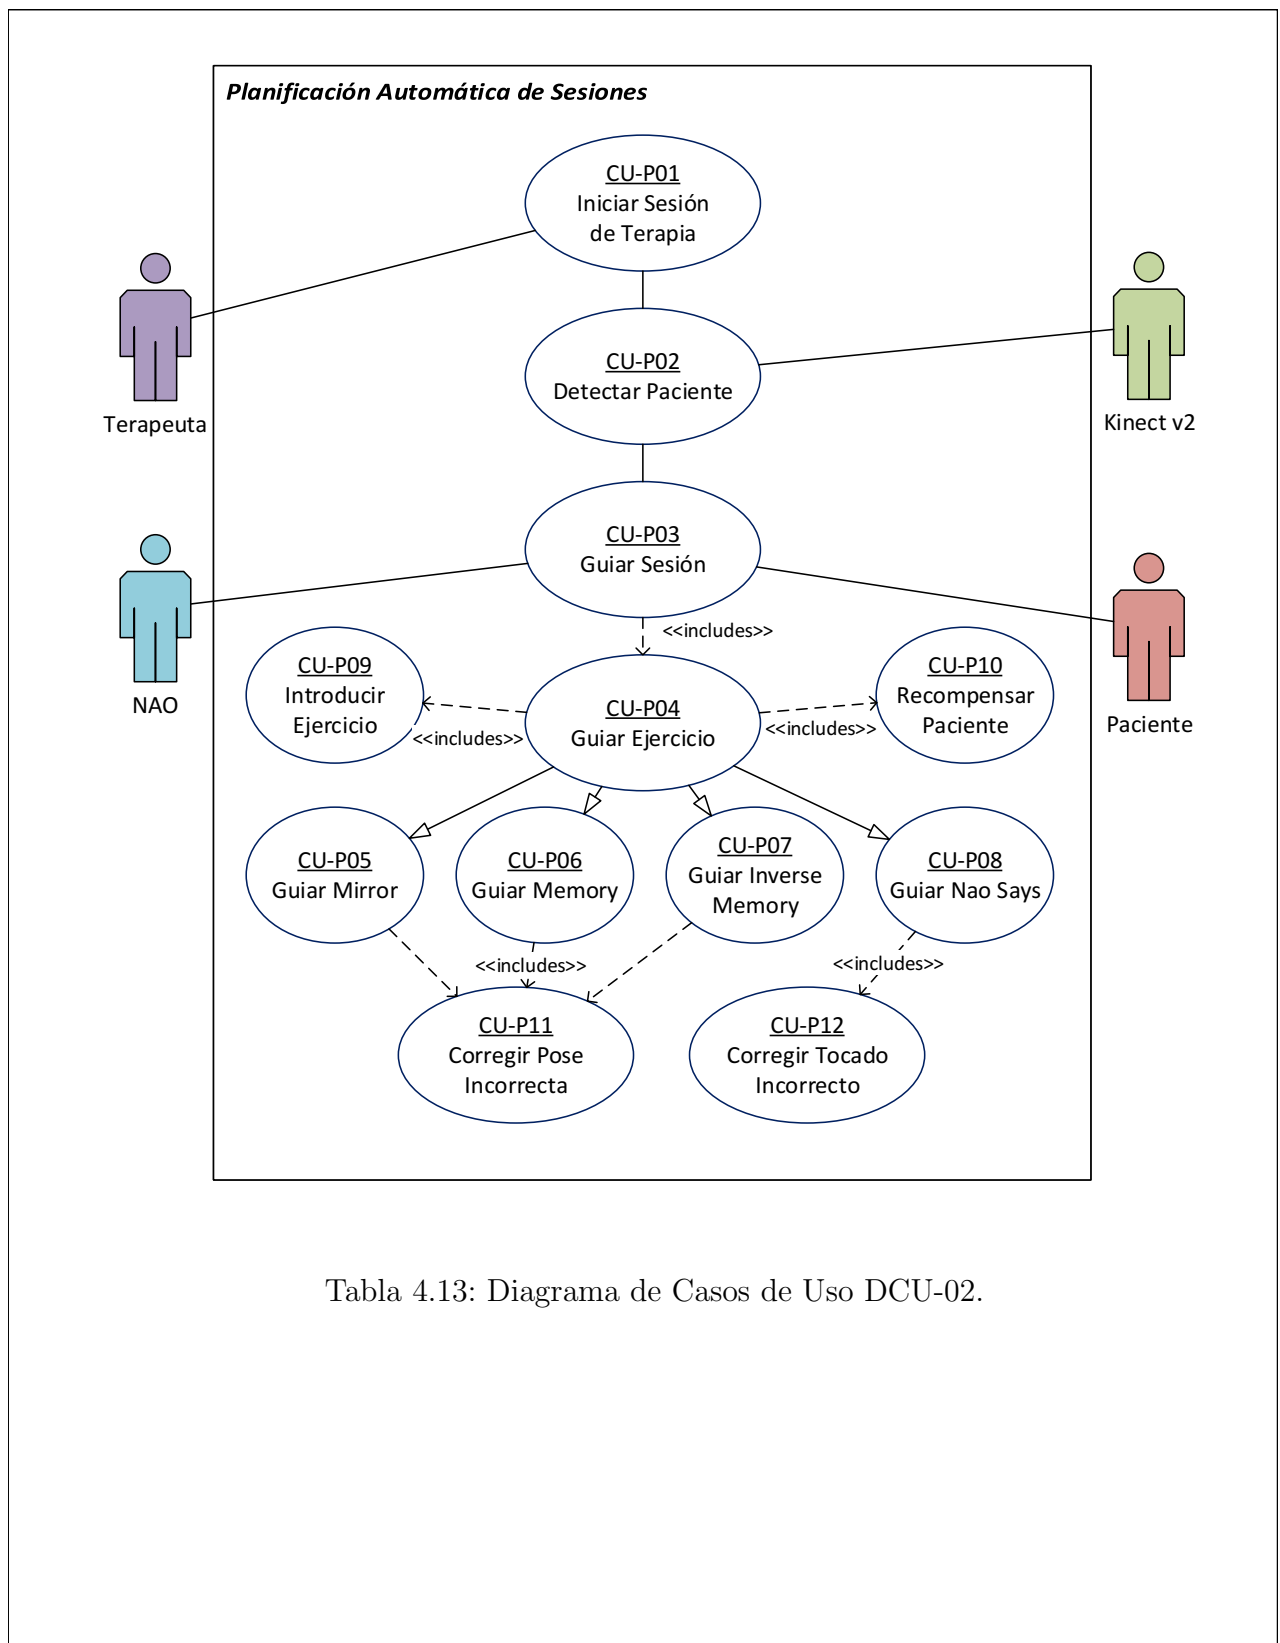 Planificación Automática de Sesiones
CU-P01
Iniciar Sesión
de Terapia
Terapeuta
CU-P02
Detectar Paciente
Kinect v2
CU-P03
Guiar Sesión
NAO
Paciente
<<includes>>
CU-P09
Introducir
Ejercicio
<<includes>>
CU-P04
Guiar Ejercicio
<<includes>>
CU-P10
Recompensar
Paciente
CU-P05
Guiar Mirror
CU-P06
Guiar Memory
CU-P07
Guiar Inverse
Memory
CU-P08
Guiar Nao Says
<<includes>>
<<includes>>
CU-P11
Corregir Pose
Incorrecta
CU-P12
Corregir Tocado
Incorrecto
Tabla 4.13: Diagrama de Casos de Uso DCU-02.